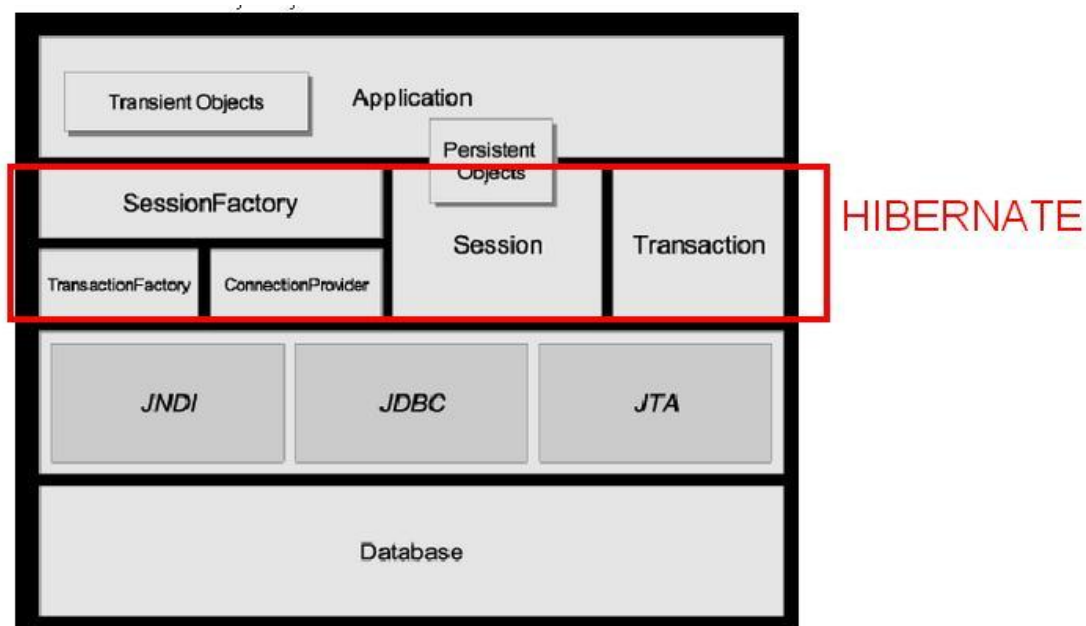 Transient Objects
Application
Persistent
Objects
SessionFactory
Session
Transaction
TransactionFactory
ConnectionProvider
HIBERNATE
JNDI
JDBC
JTA
Database